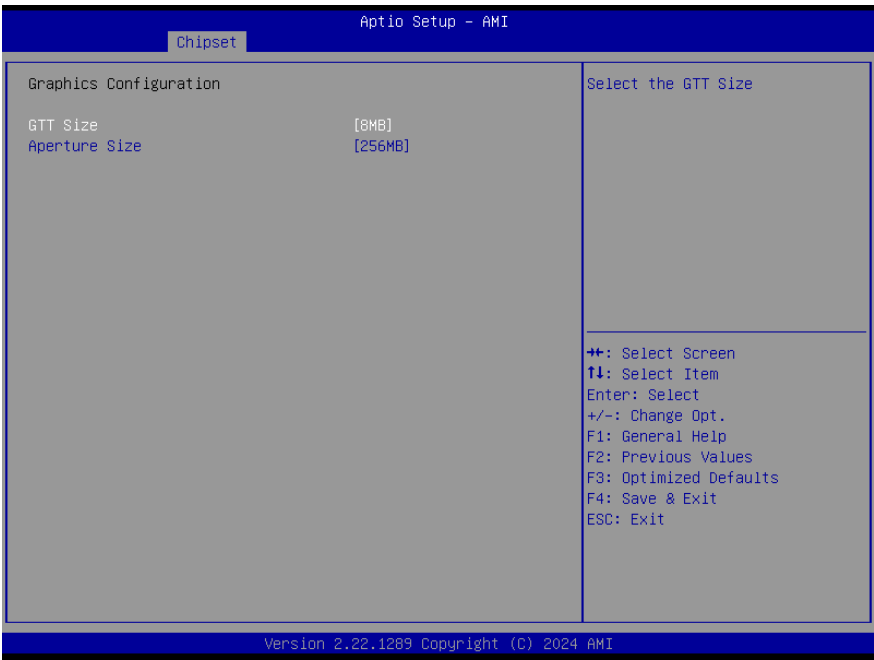 Aptio Setup – AMI
Chipset
Graphics Configuration
GTT Size [8MB]
Aperture Size [256MB]
Select the GTT Size
→←: Select Screen
↑↓: Select Item
Enter: Select
+/-: Change Opt.
F1: General Help
F2: Previous Values
F3: Optimized Defaults
F4: Save & Exit
ESC: Exit
Version 2.22.1289 Copyright (C) 2024 AMI